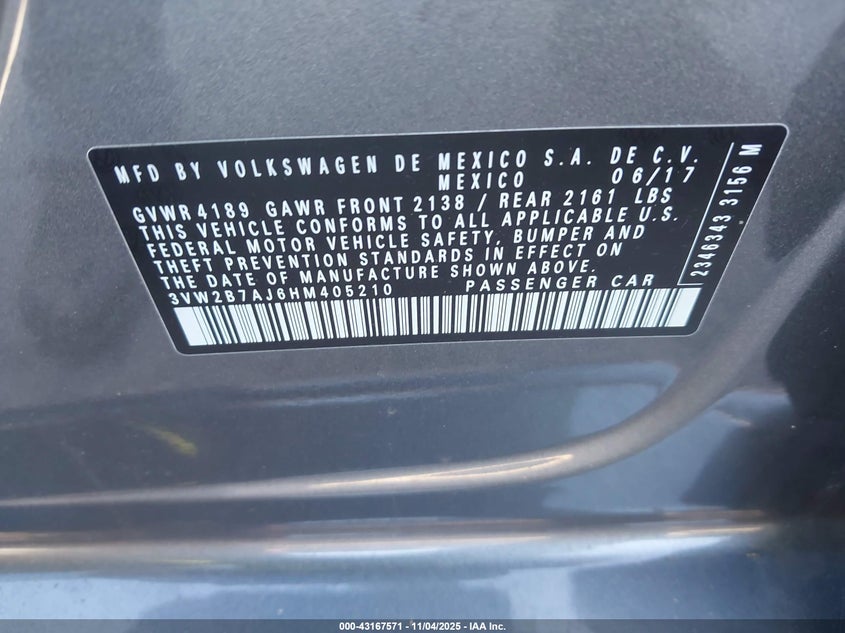 MFD BY VOLKSWAGEN DE MEXICO S.A. DE C.V.
MEXICO 06/17
GVWR 4189 GAWR FRONT 2138 / REAR 2161 LBS
THIS VEHICLE CONFORMS TO ALL APPLICABLE U.S.
FEDERAL MOTOR VEHICLE SAFETY, BUMPER AND
THEFT PREVENTION STANDARDS IN EFFECT ON
THE DATE OF MANUFACTURE SHOWN ABOVE.
3VW2B7AJ6HM405210 PASSENGER CAR
2346343 3156 M
000-43167571 - 11/04/2025 - IAA Inc.